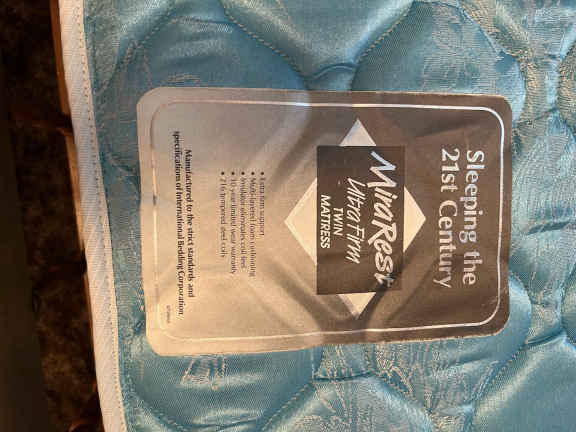 Sleeping the
21st Century
MiraRest
Ultra Firm
TWIN
MATTRESS
• Extra firm support
• Multi-layered foam cushioning
• Insulator eliminates coil feel
• 10 year limited wear warranty
• 216 tempered steel coils
Manufactured to the strict standards and
specifications of International Bedding Corporation